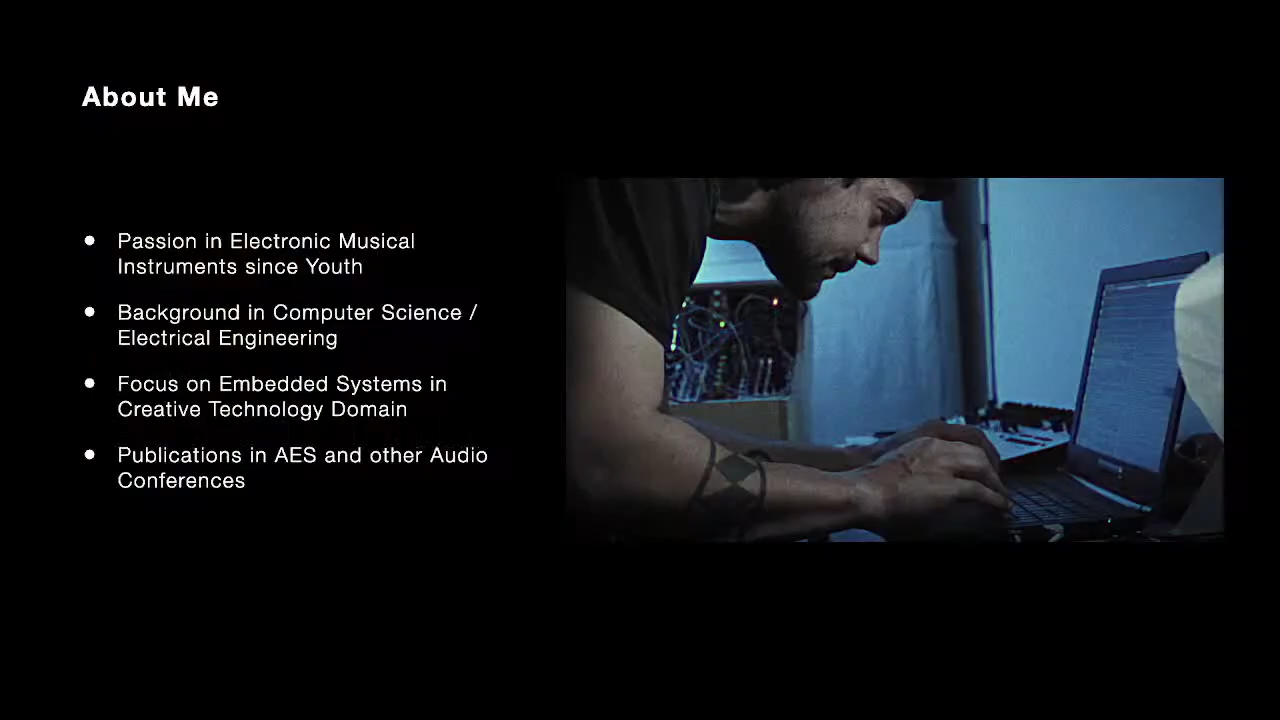 About Me
● Passion in Electronic Musical
Instruments since Youth
● Background in Computer Science /
Electrical Engineering
● Focus on Embedded Systems in
Creative Technology Domain
● Publications in AES and other Audio
Conferences